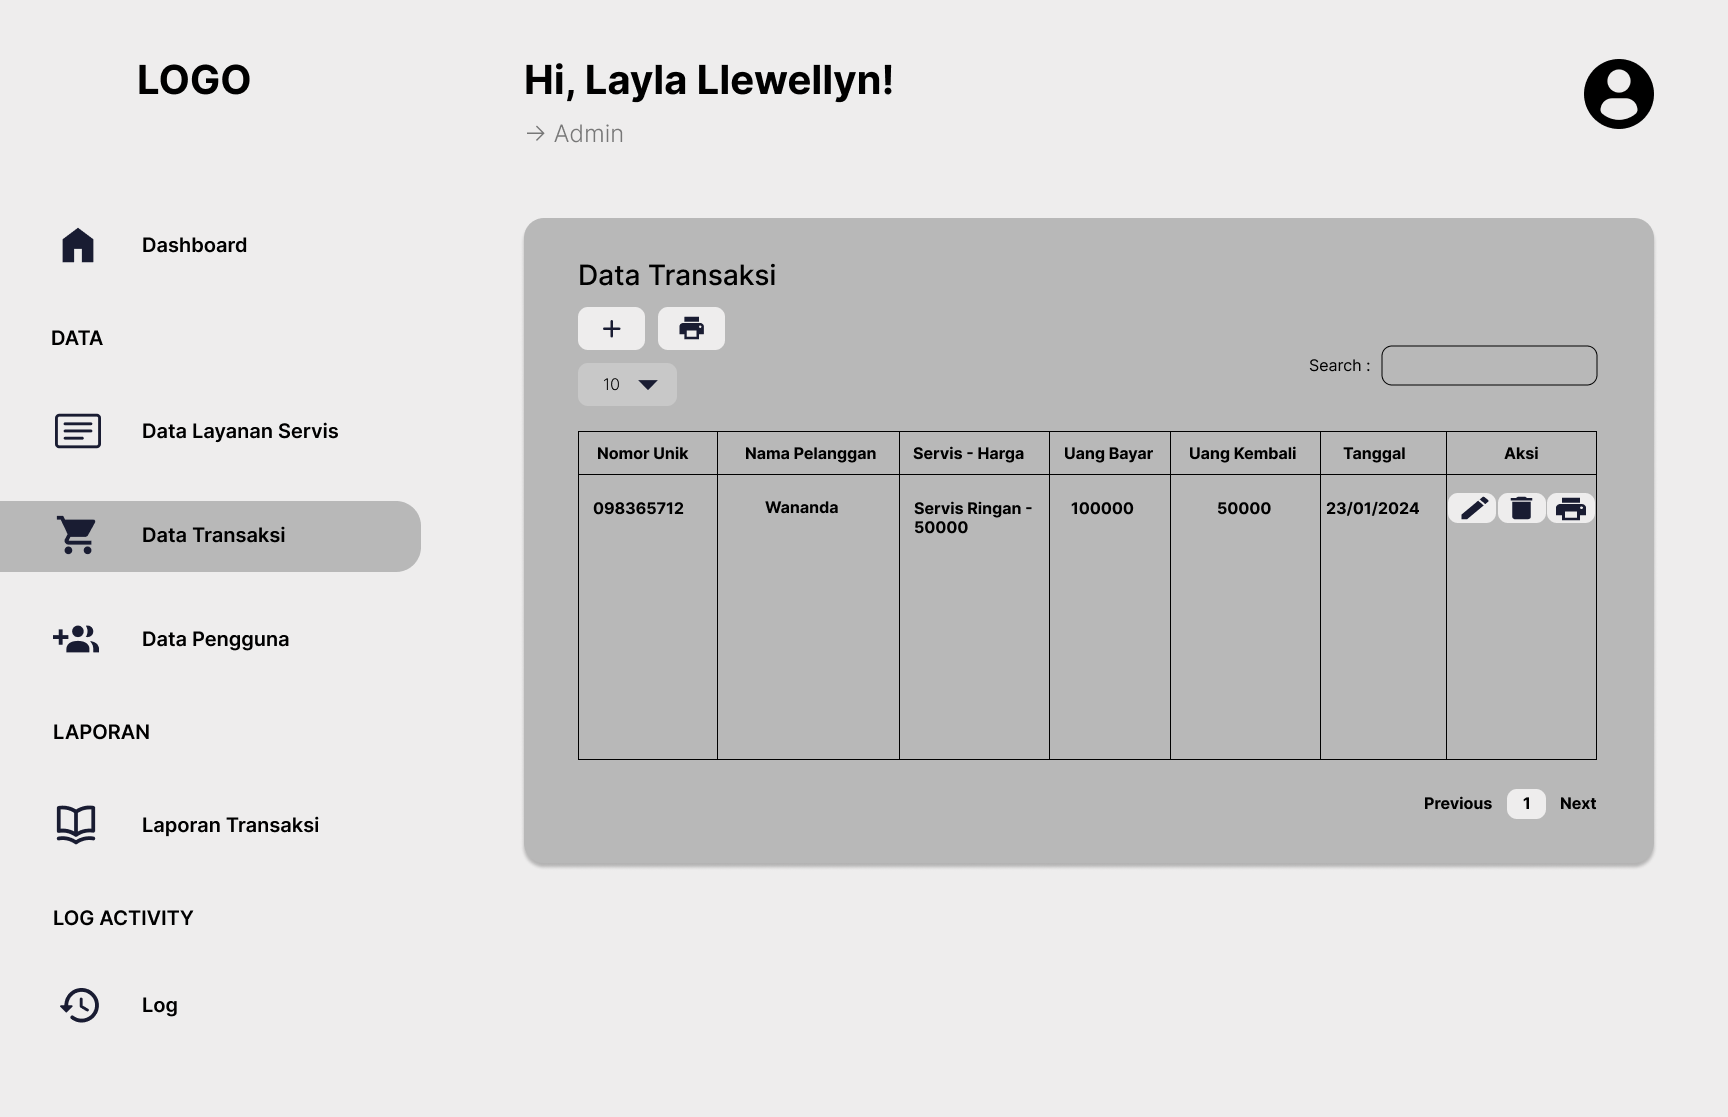 LOGO
Hi, Layla Llewellyn!
→ Admin
Dashboard
DATA
Data Layanan Servis
Data Transaksi
Data Pengguna
LAPORAN
Laporan Transaksi
LOG ACTIVITY
Log
Data Transaksi
+
10
Search :
Nomor Unik Nama Pelanggan Servis - Harga Uang Bayar Uang Kembali Tanggal Aksi
098365712 Wananda Servis Ringan - 100000 50000 23/01/2024
50000
Previous 1 Next